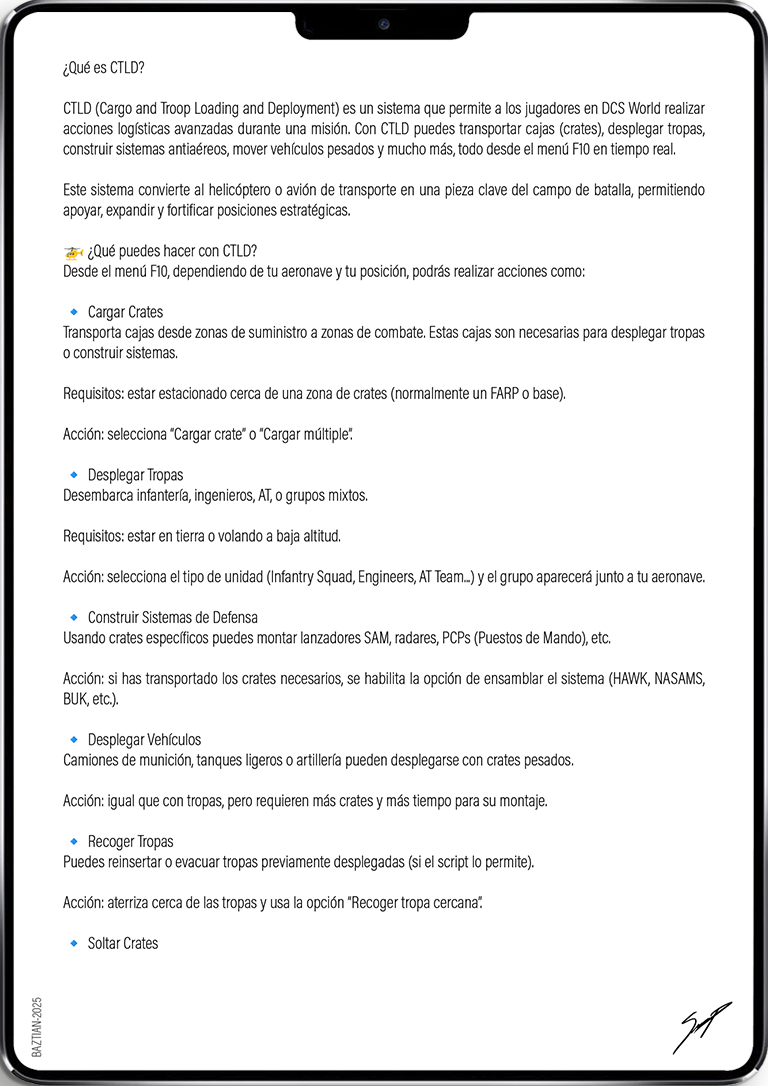 ¿Qué es CTLD?
CTLD (Cargo and Troop Loading and Deployment) es un sistema que permite a los jugadores en DCS World realizar
acciones logísticas avanzadas durante una misión. Con CTLD puedes transportar cajas (crates), desplegar tropas,
construir sistemas antiaéreos, mover vehículos pesados y mucho más, todo desde el menú F10 en tiempo real.
Este sistema convierte al helicóptero o avión de transporte en una pieza clave del campo de batalla, permitiendo
apoyar, expandir y fortificar posiciones estratégicas.
🚁 ¿Qué puedes hacer con CTLD?
Desde el menú F10, dependiendo de tu aeronave y tu posición, podrás realizar acciones como:
🔹 Cargar Crates
Transporta cajas desde zonas de suministro a zonas de combate. Estas cajas son necesarias para desplegar tropas
o construir sistemas.
Requisitos: estar estacionado cerca de una zona de crates (normalmente un FARP o base).
Acción: selecciona "Cargar crate" o "Cargar múltiple".
🔹 Desplegar Tropas
Desembarca infantería, ingenieros, AT, o grupos mixtos.
Requisitos: estar en tierra o volando a baja altitud.
Acción: selecciona el tipo de unidad (Infantry Squad, Engineers, AT Team...) y el grupo aparecerá junto a tu aeronave.
🔹 Construir Sistemas de Defensa
Usando crates específicos puedes montar lanzadores SAM, radares, PCPs (Puestos de Mando), etc.
Acción: si has transportado los crates necesarios, se habilita la opción de ensamblar el sistema (HAWK, NASAMS,
BUK, etc.).
🔹 Desplegar Vehículos
Camiones de munición, tanques ligeros o artillería pueden desplegarse con crates pesados.
Acción: igual que con tropas, pero requieren más crates y más tiempo para su montaje.
🔹 Recoger Tropas
Puedes reinsertar o evacuar tropas previamente desplegadas (si el script lo permite).
Acción: aterriza cerca de las tropas y usa la opción "Recoger tropa cercana".
🔹 Soltar Crates
BAZTIAN-2025